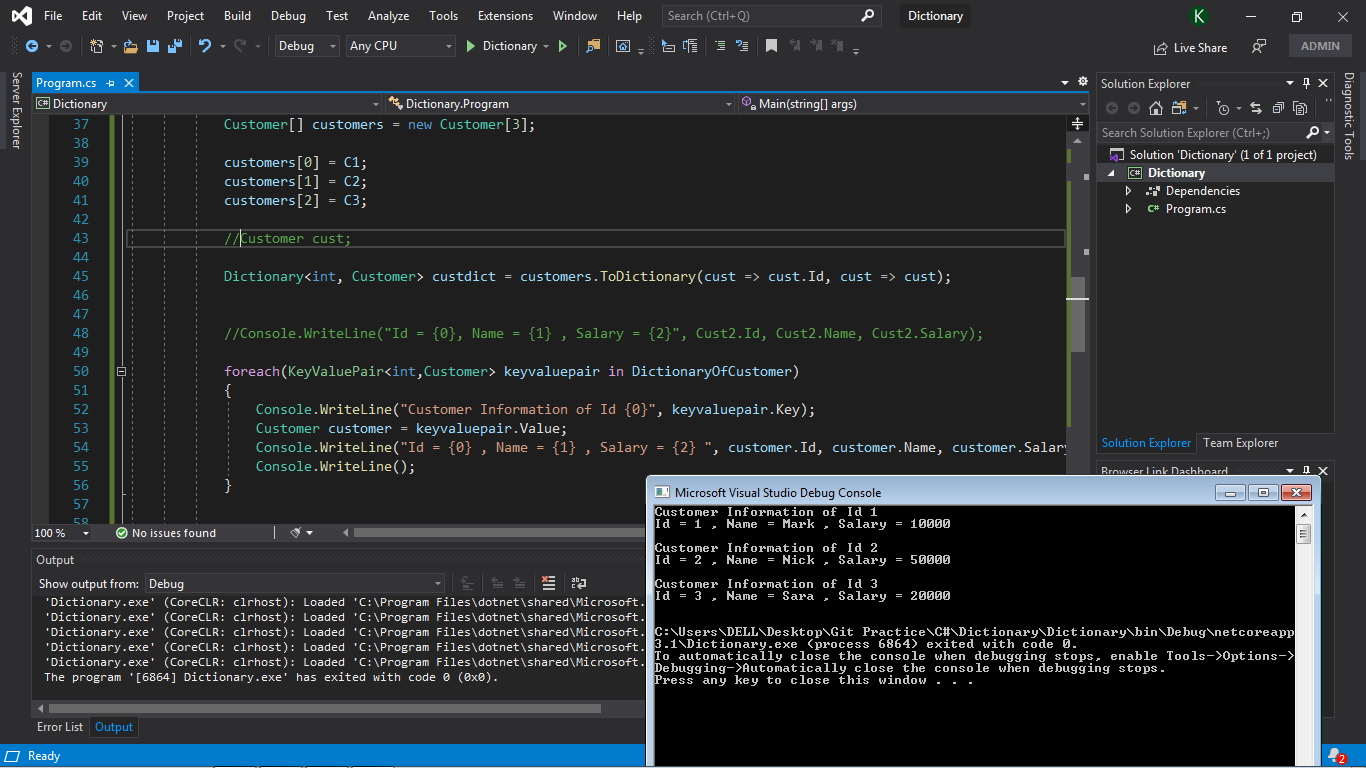 File Edit View Project Build Debug Test Analyze Tools Extensions Window Help Search (Ctrl+Q) Dictionary K
Debug Any CPU Dictionary Live Share ADMIN
Server Explorer
Program.cs
Dictionary Dictionary.Program Main(string[] args)
37 Customer[] customers = new Customer[3];
38
39 customers[0] = C1;
40 customers[1] = C2;
41 customers[2] = C3;
42
43 //Customer cust;
44
45 Dictionary<int, Customer> custdict = customers.ToDictionary(cust => cust.Id, cust => cust);
46
47
48 //Console.WriteLine("Id = {0}, Name = {1} , Salary = {2}", Cust2.Id, Cust2.Name, Cust2.Salary);
49
50 foreach(KeyValuePair<int,Customer> keyvaluepair in DictionaryOfCustomer)
51 {
52 Console.WriteLine("Customer Information of Id {0}", keyvaluepair.Key);
53 Customer customer = keyvaluepair.Value;
54 Console.WriteLine("Id = {0} , Name = {1} , Salary = {2} ", customer.Id, customer.Name, customer.Salary
55 Console.WriteLine();
56 }
57
58
100 % No issues found
Solution Explorer
Search Solution Explorer (Ctrl+;)
Solution 'Dictionary' (1 of 1 project)
C# Dictionary
Dependencies
C# Program.cs
Solution Explorer Team Explorer
Browser Link Dashboard
Diagnostic Tools
Output
Show output from: Debug
'Dictionary.exe' (CoreCLR: clrhost): Loaded 'C:\Program Files\dotnet\shared\Microsoft.
'Dictionary.exe' (CoreCLR: clrhost): Loaded 'C:\Program Files\dotnet\shared\Microsoft.
'Dictionary.exe' (CoreCLR: clrhost): Loaded 'C:\Program Files\dotnet\shared\Microsoft.
'Dictionary.exe' (CoreCLR: clrhost): Loaded 'C:\Program Files\dotnet\shared\Microsoft.
'Dictionary.exe' (CoreCLR: clrhost): Loaded 'C:\Program Files\dotnet\shared\Microsoft.
The program '[6864] Dictionary.exe' has exited with code 0 (0x0).
Error List Output
Ready
2
Microsoft Visual Studio Debug Console
Customer Information of Id 1
Id = 1 , Name = Mark , Salary = 10000
Customer Information of Id 2
Id = 2 , Name = Nick , Salary = 50000
Customer Information of Id 3
Id = 3 , Name = Sara , Salary = 20000
C:\Users\DELL\Desktop\Git Practice\C#\Dictionary\Dictionary\bin\Debug\netcoreapp
3.1\Dictionary.exe (process 6864) exited with code 0.
To automatically close the console when debugging stops, enable Tools->Options->
Debugging->Automatically close the console when debugging stops.
Press any key to close this window . . .